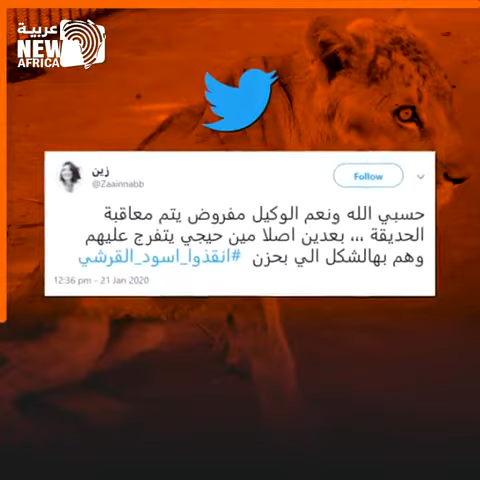 عربية
NEW
AFRICA
زين
@Zaainnabb
Follow
حسبي الله ونعم الوكيل مفروض يتم معاقبة
الحديقة ،،، بعدين اصلا مين حيجي يتفرج عليهم
وهم بهالشكل الي بحزن #انقذوا_اسود_القرشي
12:36 pm - 21 Jan 2020